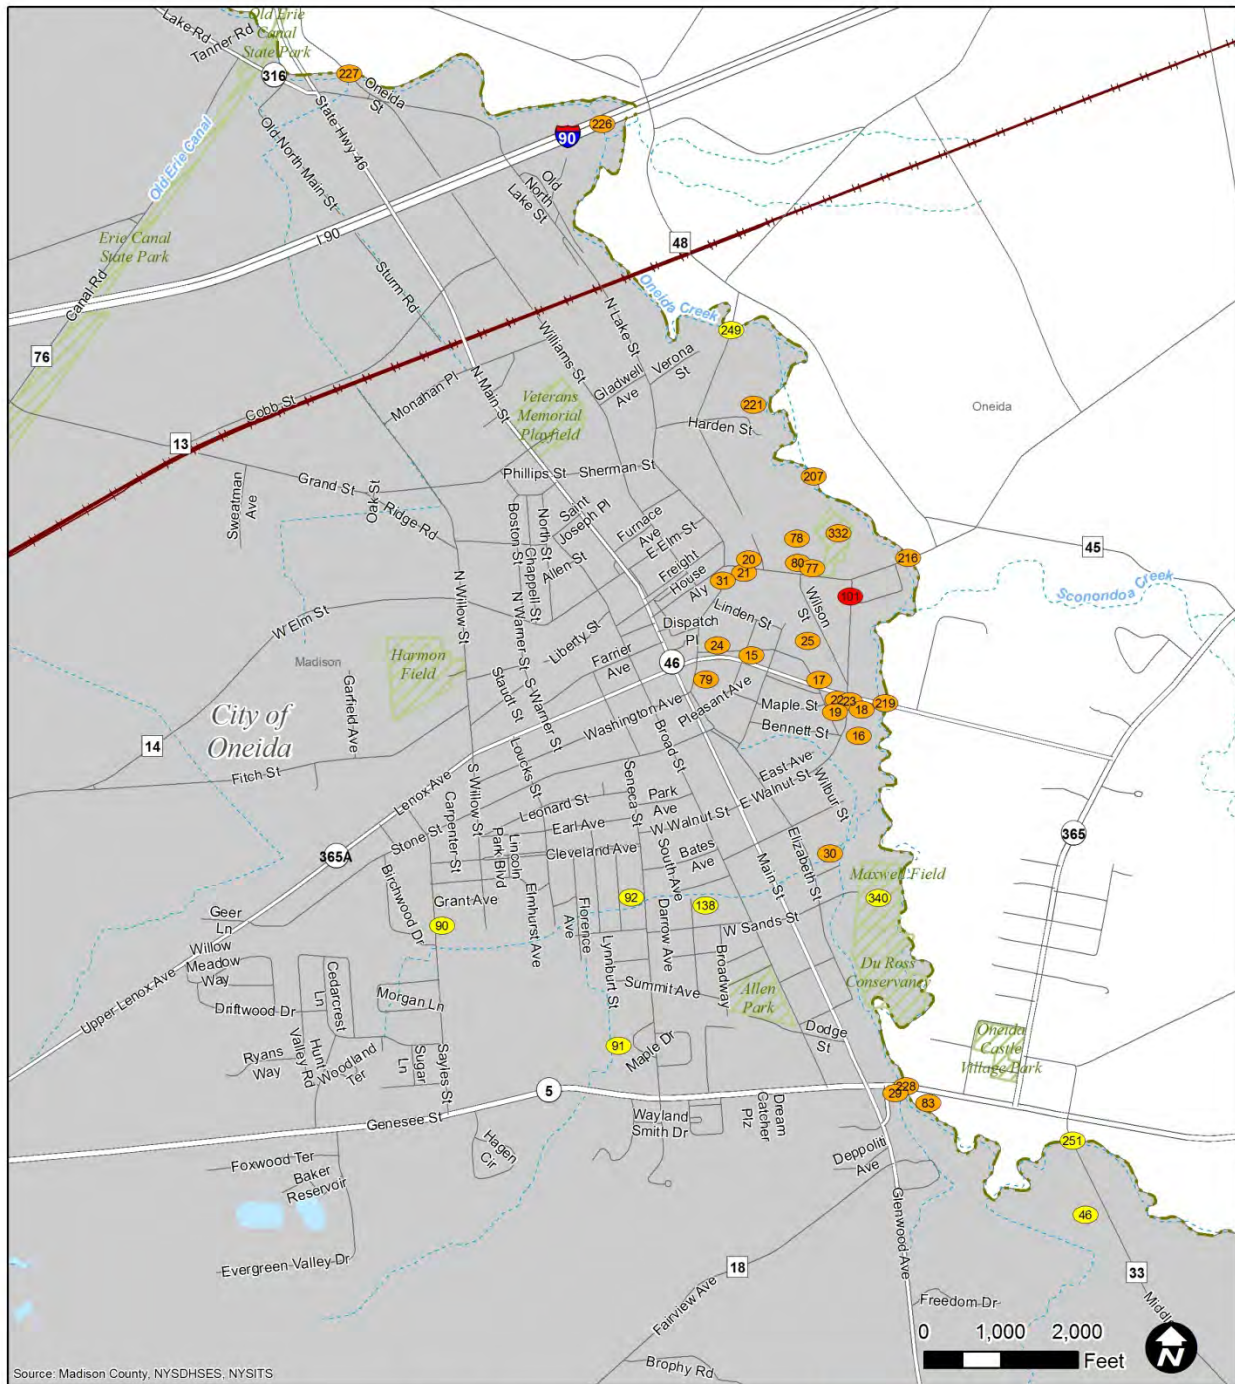 Old Erie
Canal
State Park
Lake Rd
Tanner Rd
316
227
Oneida
St
State Hwy 46
226
90
Old Erie Canal
Old North Main St
Old
North
Lake St
Erie Canal
State Park
I 90
48
Canal Rd
Sturm Rd
Oneida Creek
N Lake St
249
76
Williams St
Verona
St
Gladwell
Ave
Monahan Pl
N Main St
Veterans
Memorial
Playfield
221
Oneida
Cobb St
13
Harden St
Phillips St
Sherman St
207
Sweatman
Ave
Grand St
Oak St
Ridge Rd
Saint
Joseph Pl
Boston St
North St
Furnace
Ave
E Elm St
332
78
45
216
Allen St
Chappell St
Freight
House
Aly
20
21
31
80
77
Sconondoa Creek
N Willow St
N Warner St
101
Wilson
St
W Elm St
Linden St
Dispatch
Pl
Liberty St
Farrier
Ave
25
24
15
Madison
Harmon
Field
46
Staudt St
S Warner St
79
17
Garfield Ave
Washington Ave
Pleasant Ave
Maple St
22
23
219
19
18
City of
Oneida
Broad St
Bennett St
16
14
Loucks St
Fitch St
Lenox Ave
S Willow St
Seneca St
East Ave
E Walnut St
Wilbur St
Park
Ave
Leonard St
Carpenter St
Earl Ave
W Walnut St
365
Stone St
365A
Lincoln
Park Blvd
Cleveland Ave
South Ave
Bates
Ave
Main St
Elizabeth St
30
Birchwood Dr
Maxwell Field
Grant Ave
Elmhurst Ave
Florence
Ave
92
138
340
Geer
Ln
90
Darrow Ave
W Sands St
Willow
Meadow
Way
Lynnburt St
Broadway
Cedarcrest
Ln
Du Ross
Conservancy
Upper Lenox Ave
Driftwood Dr
Morgan Ln
Summit Ave
Allen
Park
Dodge
St
Oneida
Castle
Village Park
91
Maple Dr
Ryans
Way
Hunt
Valley Rd
Woodland
Ter
Sugar
Ln
Sayles St
5
228
29
83
Genesee St
Wayland
Smith Dr
Dream
Catcher
Plz
Hagen
Cir
251
Deppoliti
Ave
Foxwood Ter
Baker
Reservoir
46
Glenwood Ave
Evergreen Valley Dr
18
33
Fairview Ave
Middl
Freedom Dr
0 1,000 2,000
Feet
N
Brophy Rd
Source: Madison County, NYSDHSES, NYSITS